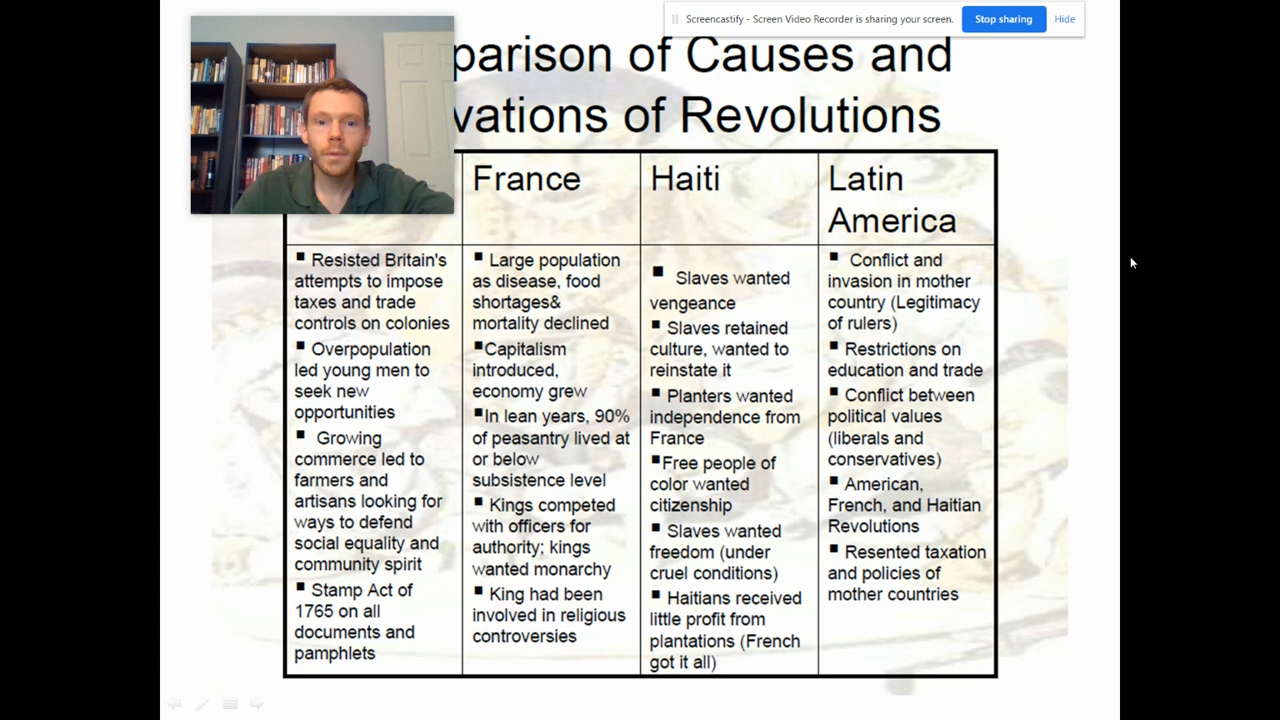 Screencastify - Screen Video Recorder is sharing your screen.
Stop sharing
Hide
parison of Causes and
vations of Revolutions
France
Haiti
Latin
America
▪ Resisted Britain's
attempts to impose
taxes and trade
controls on colonies
▪ Overpopulation
led young men to
seek new
opportunities
▪ Growing
commerce led to
farmers and
artisans looking for
ways to defend
social equality and
community spirit
▪ Stamp Act of
1765 on all
documents and
pamphlets
▪ Large population
as disease, food
shortages&
mortality declined
▪Capitalism
introduced,
economy grew
▪In lean years, 90%
of peasantry lived at
or below
subsistence level
▪ Kings competed
with officers for
authority; kings
wanted monarchy
▪ King had been
involved in religious
controversies
▪ Slaves wanted
vengeance
▪ Slaves retained
culture, wanted to
reinstate it
▪ Planters wanted
independence from
France
▪Free people of
color wanted
citizenship
▪ Slaves wanted
freedom (under
cruel conditions)
▪ Haitians received
little profit from
plantations (French
got it all)
▪ Conflict and
invasion in mother
country (Legitimacy
of rulers)
▪ Restrictions on
education and trade
▪ Conflict between
political values
(liberals and
conservatives)
▪ American,
French, and Haitian
Revolutions
▪ Resented taxation
and policies of
mother countries